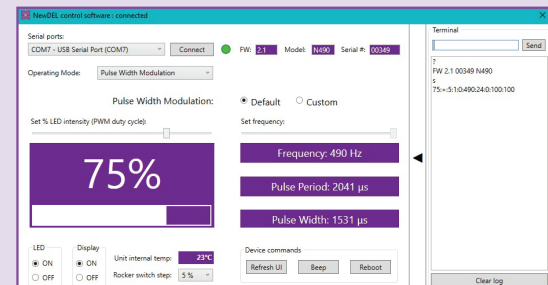 NewDEL control software : connected
Serial ports:
COM7 - USB Serial Port (COM7) Connect FW: 2.1 Model: N490 Serial #: 00349
Operating Mode: Pulse Width Modulation
Pulse Width Modulation: Default Custom
Set % LED intensity (PWM duty cycle): Set frequency:
75%
Frequency: 490 Hz
Pulse Period: 2041 µs
Pulse Width: 1531 µs
LED Display
ON ON Unit internal temp: 23°C
OFF OFF Rocker switch step: 5 %
Device commands
Refresh UI Beep Reboot
Terminal
Send
?
FW 2.1 00349 N490
s
75:+:5:1:0:490:24:0:100:100
Clear log